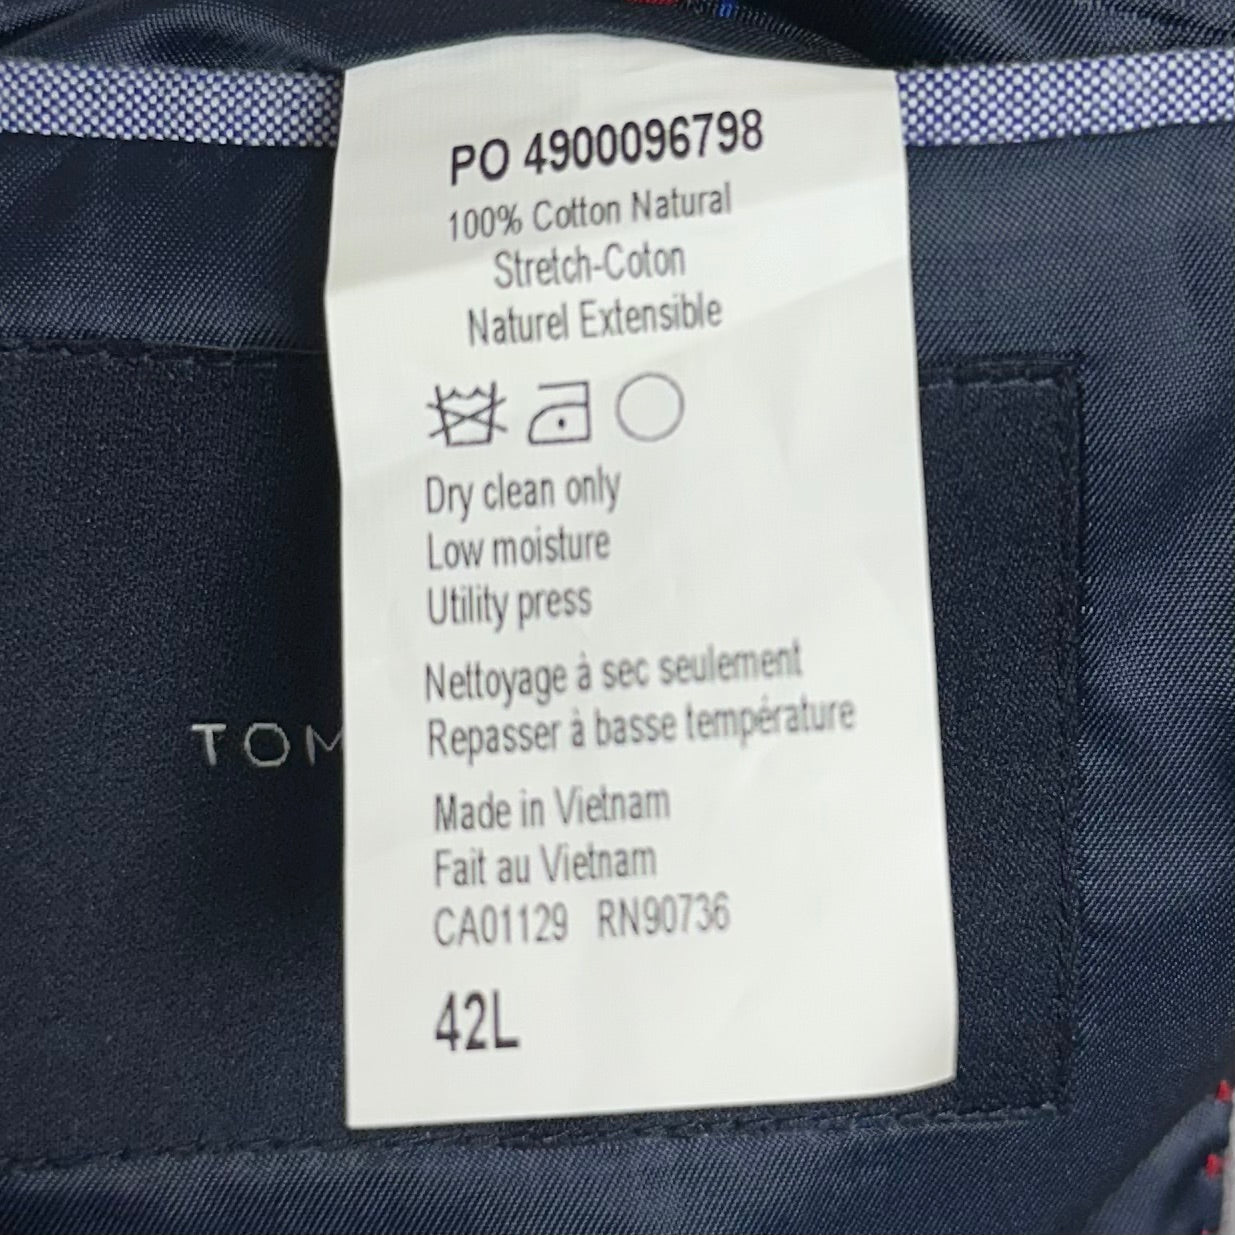 PO 4900096798
100% Cotton Natural
Stretch-Coton
Naturel Extensible
Dry clean only
Low moisture
Utility press
Nettoyage à sec seulement
Repasser à basse température
Made in Vietnam
Fait au Vietnam
CA01129 RN90736
42L
TOM